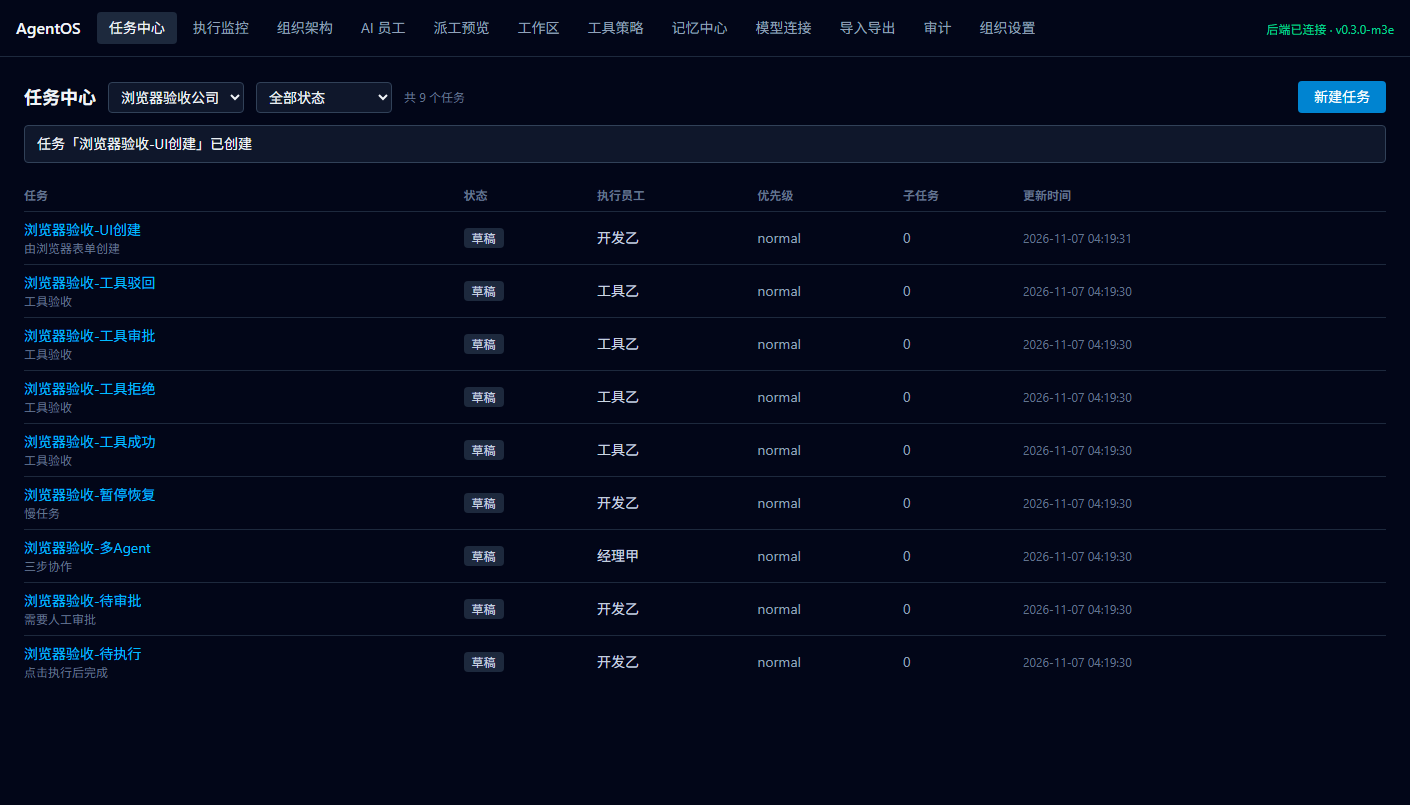 AgentOS 任务中心 执行监控 组织架构 AI 员工 派工预览 工作区 工具策略 记忆中心 模型连接 导入导出 审计 组织设置 后端已连接 · v0.3.0-m3e
任务中心 浏览器验收公司 全部状态 共 9 个任务 新建任务
任务「浏览器验收-UI创建」已创建
任务 状态 执行员工 优先级 子任务 更新时间
浏览器验收-UI创建
由浏览器表单创建
草稿 开发乙 normal 0 2026-11-07 04:19:31
浏览器验收-工具驳回
工具验收
草稿 工具乙 normal 0 2026-11-07 04:19:30
浏览器验收-工具审批
工具验收
草稿 工具乙 normal 0 2026-11-07 04:19:30
浏览器验收-工具拒绝
工具验收
草稿 工具乙 normal 0 2026-11-07 04:19:30
浏览器验收-工具成功
工具验收
草稿 工具乙 normal 0 2026-11-07 04:19:30
浏览器验收-暂停恢复
慢任务
草稿 开发乙 normal 0 2026-11-07 04:19:30
浏览器验收-多Agent
三步协作
草稿 经理甲 normal 0 2026-11-07 04:19:30
浏览器验收-待审批
需要人工审批
草稿 开发乙 normal 0 2026-11-07 04:19:30
浏览器验收-待执行
点击执行后完成
草稿 开发乙 normal 0 2026-11-07 04:19:30